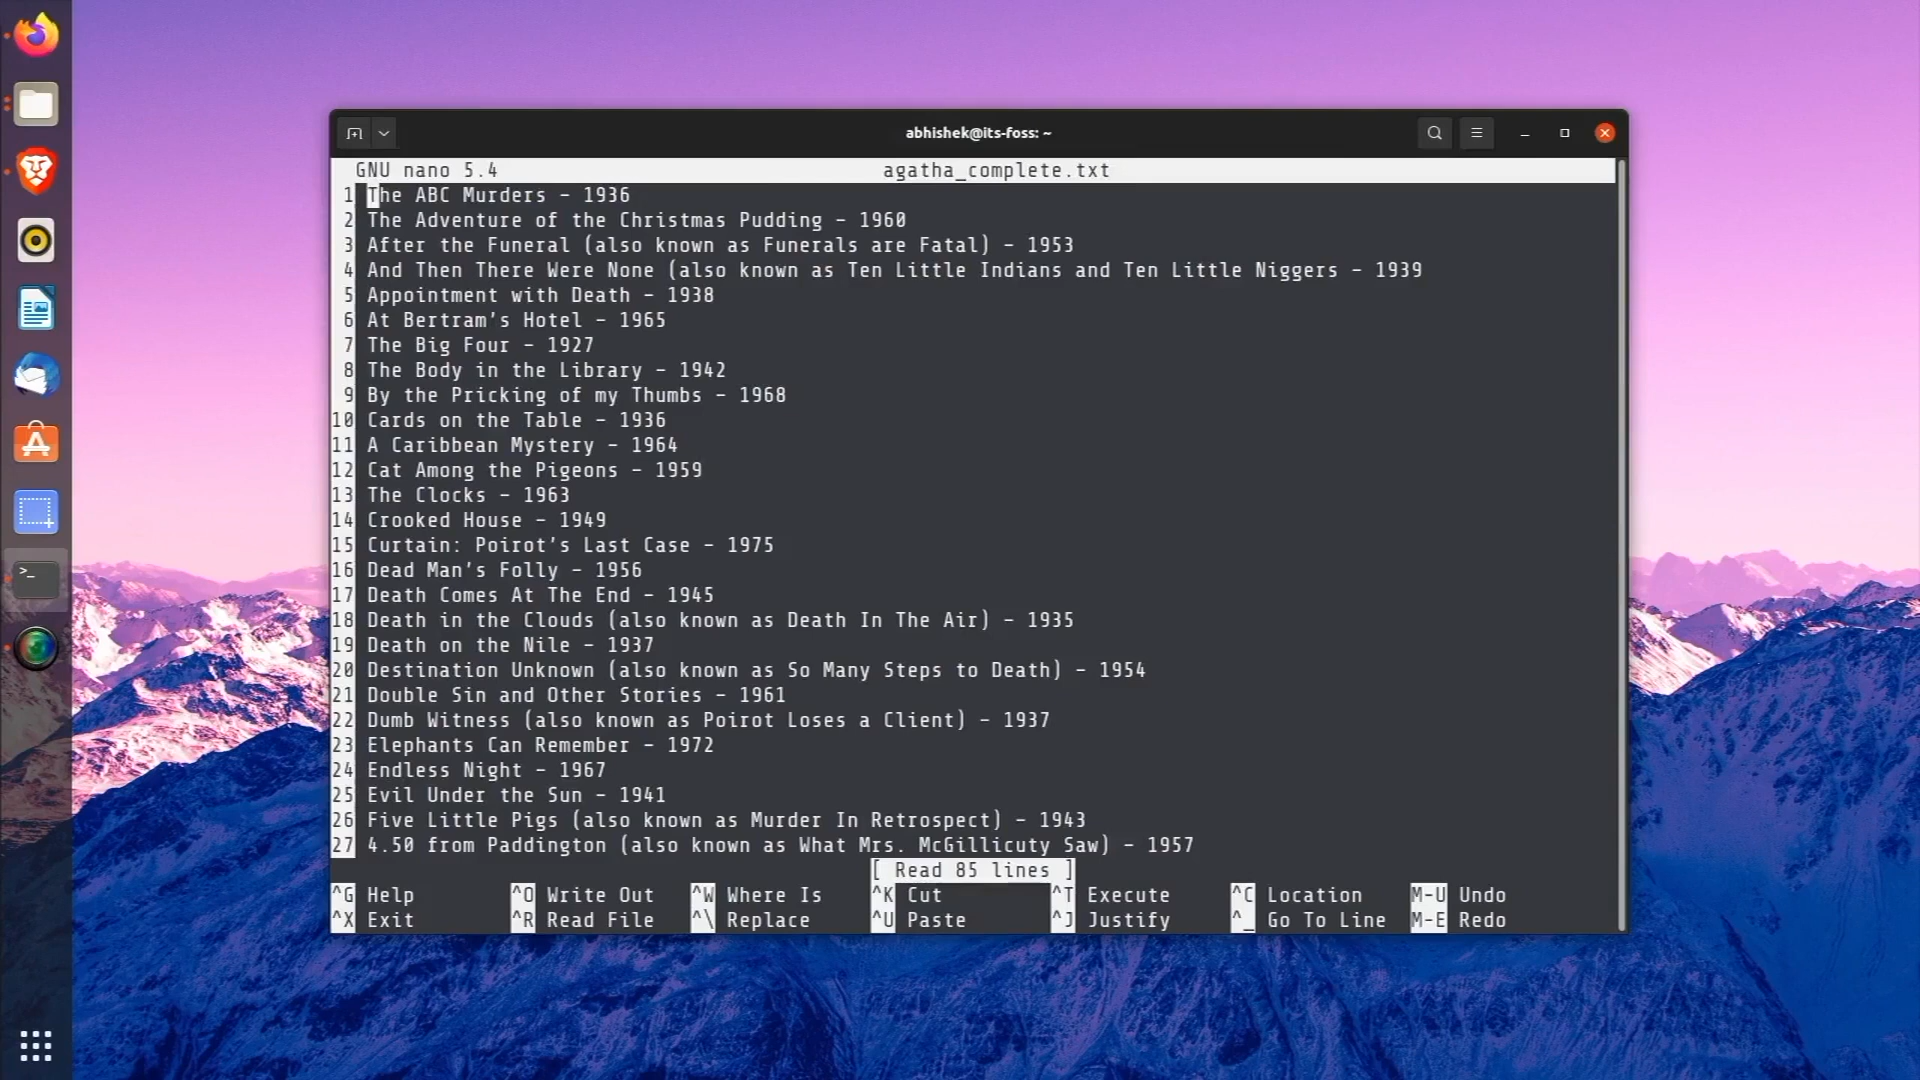 abhishek@its-foss: ~
GNU nano 5.4 agatha_complete.txt
1 The ABC Murders - 1936
2 The Adventure of the Christmas Pudding - 1960
3 After the Funeral (also known as Funerals are Fatal) - 1953
4 And Then There Were None (also known as Ten Little Indians and Ten Little Niggers - 1939
5 Appointment with Death - 1938
6 At Bertram's Hotel - 1965
7 The Big Four - 1927
8 The Body in the Library - 1942
9 By the Pricking of my Thumbs - 1968
10 Cards on the Table - 1936
11 A Caribbean Mystery - 1964
12 Cat Among the Pigeons - 1959
13 The Clocks - 1963
14 Crooked House - 1949
15 Curtain: Poirot's Last Case - 1975
16 Dead Man's Folly - 1956
17 Death Comes At The End - 1945
18 Death in the Clouds (also known as Death In The Air) - 1935
19 Death on the Nile - 1937
20 Destination Unknown (also known as So Many Steps to Death) - 1954
21 Double Sin and Other Stories - 1961
22 Dumb Witness (also known as Poirot Loses a Client) - 1937
23 Elephants Can Remember - 1972
24 Endless Night - 1967
25 Evil Under the Sun - 1941
26 Five Little Pigs (also known as Murder In Retrospect) - 1943
27 4.50 from Paddington (also known as What Mrs. McGillicuty Saw) - 1957
[ Read 85 lines ]
^G Help ^O Write Out ^W Where Is ^K Cut ^T Execute ^C Location M-U Undo
^X Exit ^R Read File ^\ Replace ^U Paste ^J Justify ^_ Go To Line M-E Redo